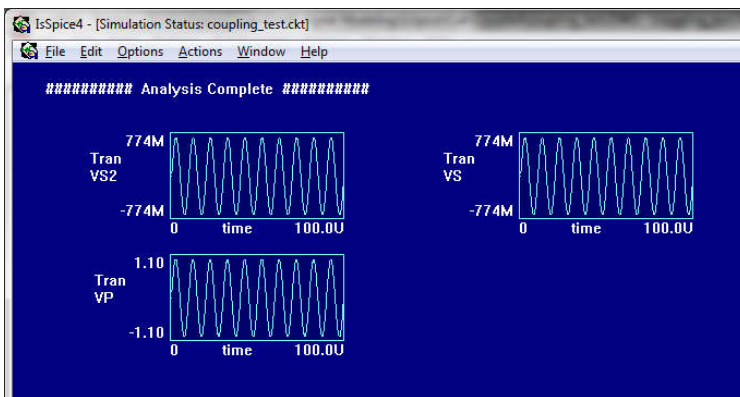 IsSpice4 - [Simulation Status: coupling_test.ckt]
File Edit Options Actions Window Help
########## Analysis Complete ##########
774M
Tran
VS2
-774M
0 time 100.0U
774M
Tran
VS
-774M
0 time 100.0U
1.10
Tran
VP
-1.10
0 time 100.0U